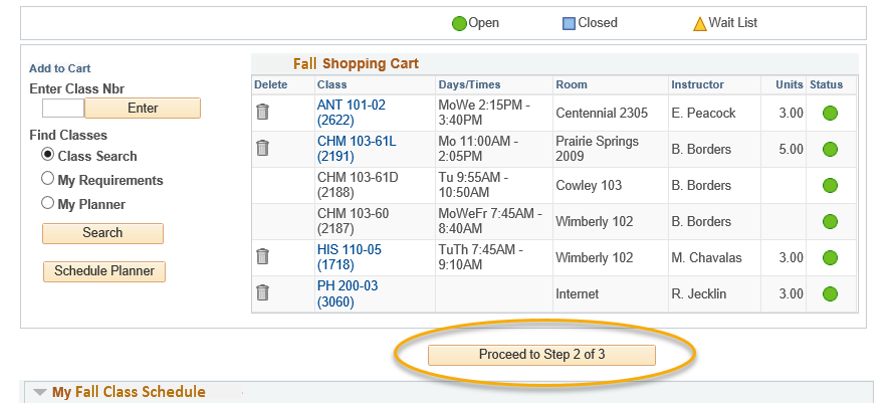 Open Closed Wait List
Add to Cart
Enter Class Nbr
Enter
Find Classes
Class Search
My Requirements
My Planner
Search
Schedule Planner
Fall Shopping Cart
Delete Class Days/Times Room Instructor Units Status
ANT 101-02 (2622) MoWe 2:15PM - 3:40PM Centennial 2305 E. Peacock 3.00
CHM 103-61L (2191) Mo 11:00AM - 2:05PM Prairie Springs 2009 B. Borders 5.00
CHM 103-61D (2188) Tu 9:55AM - 10:50AM Cowley 103 B. Borders
CHM 103-60 (2187) MoWeFr 7:45AM - 8:40AM Wimberly 102 B. Borders
HIS 110-05 (1718) TuTh 7:45AM - 9:10AM Wimberly 102 M. Chavalas 3.00
PH 200-03 (3060) Internet R. Jecklin 3.00
Proceed to Step 2 of 3
My Fall Class Schedule